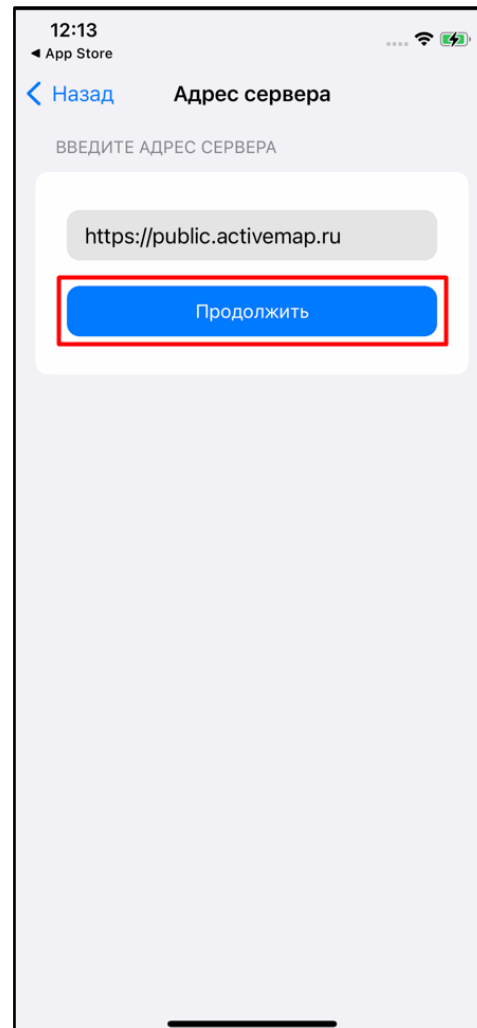 12:13
◀ App Store
Назад Адрес сервера
ВВЕДИТЕ АДРЕС СЕРВЕРА
https://public.activemap.ru
Продолжить